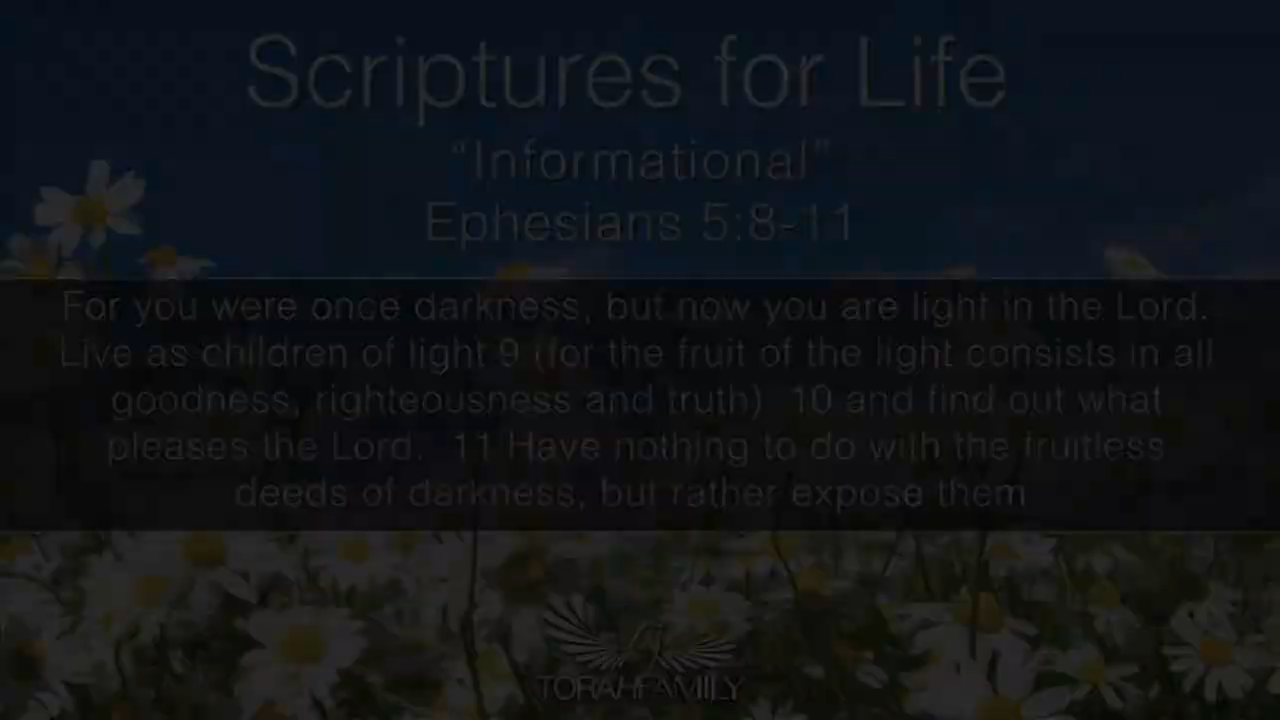 Scriptures for Life
"Informational"
Ephesians 5:8-11
For you were once darkness, but now you are light in the Lord.
Live as children of light 9 (for the fruit of the light consists in all
goodness, righteousness and truth)  10 and find out what
pleases the Lord.  11 Have nothing to do with the fruitless
deeds of darkness, but rather expose them
TORAHFAMILY